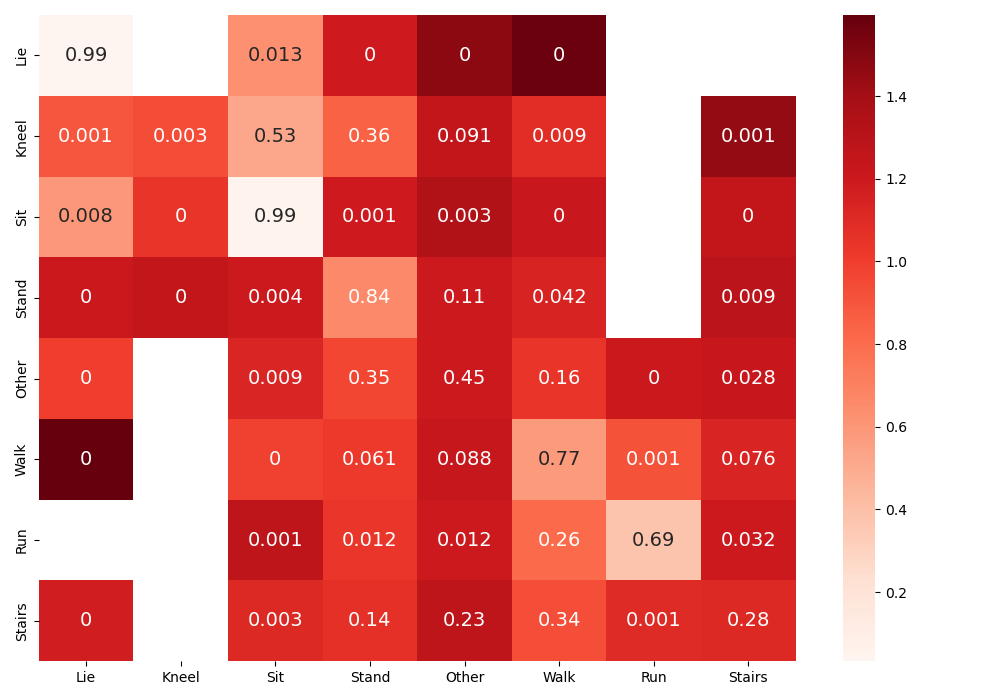 Lie 0.99 0.013 0 0 0
Kneel 0.001 0.003 0.53 0.36 0.091 0.009 0.001
Sit 0.008 0 0.99 0.001 0.003 0 0
Stand 0 0 0.004 0.84 0.11 0.042 0.009
Other 0 0.009 0.35 0.45 0.16 0 0.028
Walk 0 0 0.061 0.088 0.77 0.001 0.076
Run 0.001 0.012 0.012 0.26 0.69 0.032
Stairs 0 0.003 0.14 0.23 0.34 0.001 0.28
Lie Kneel Sit Stand Other Walk Run Stairs
1.4
1.2
1.0
0.8
0.6
0.4
0.2